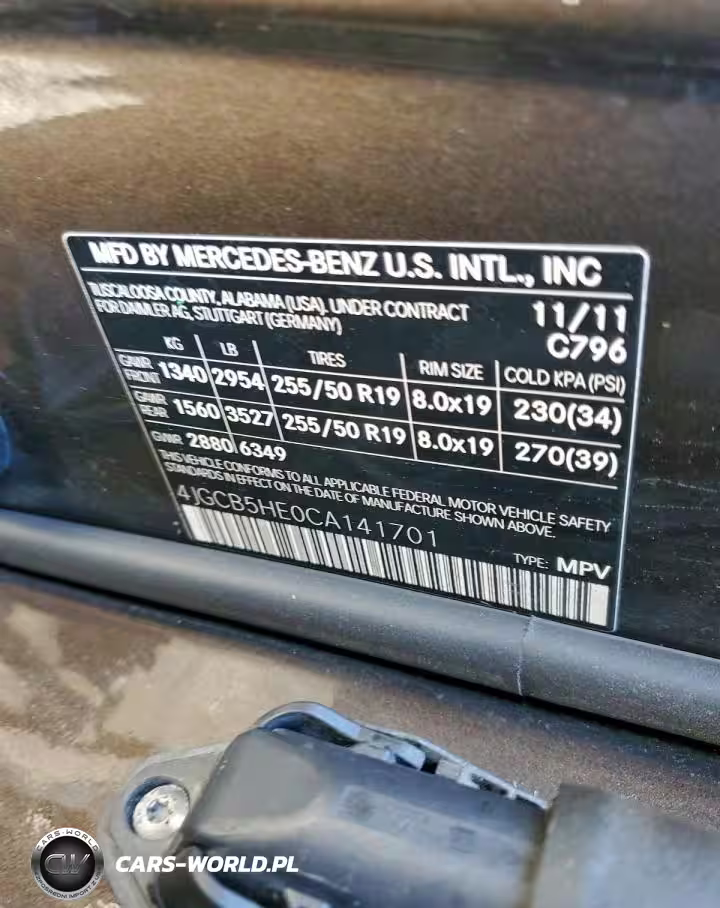 MFD BY MERCEDES-BENZ U.S. INTL., INC
TUSCALOOSA COUNTY, ALABAMA (USA). UNDER CONTRACT
FOR DAIMLER AG, STUTTGART (GERMANY)
11/11
C796
KG LB TIRES RIM SIZE COLD KPA (PSI)
GAWR FRONT 1340 2954 255/50 R19 8.0x19 230(34)
GAWR REAR 1560 3527 255/50 R19 8.0x19 270(39)
GVWR 2880 6349
THIS VEHICLE CONFORMS TO ALL APPLICABLE FEDERAL MOTOR VEHICLE SAFETY
STANDARDS IN EFFECT ON THE DATE OF MANUFACTURE SHOWN ABOVE.
4JGCB5HE0CA141701
TYPE: MPV
CARS-WORLD
CW
CARS-WORLD.PL